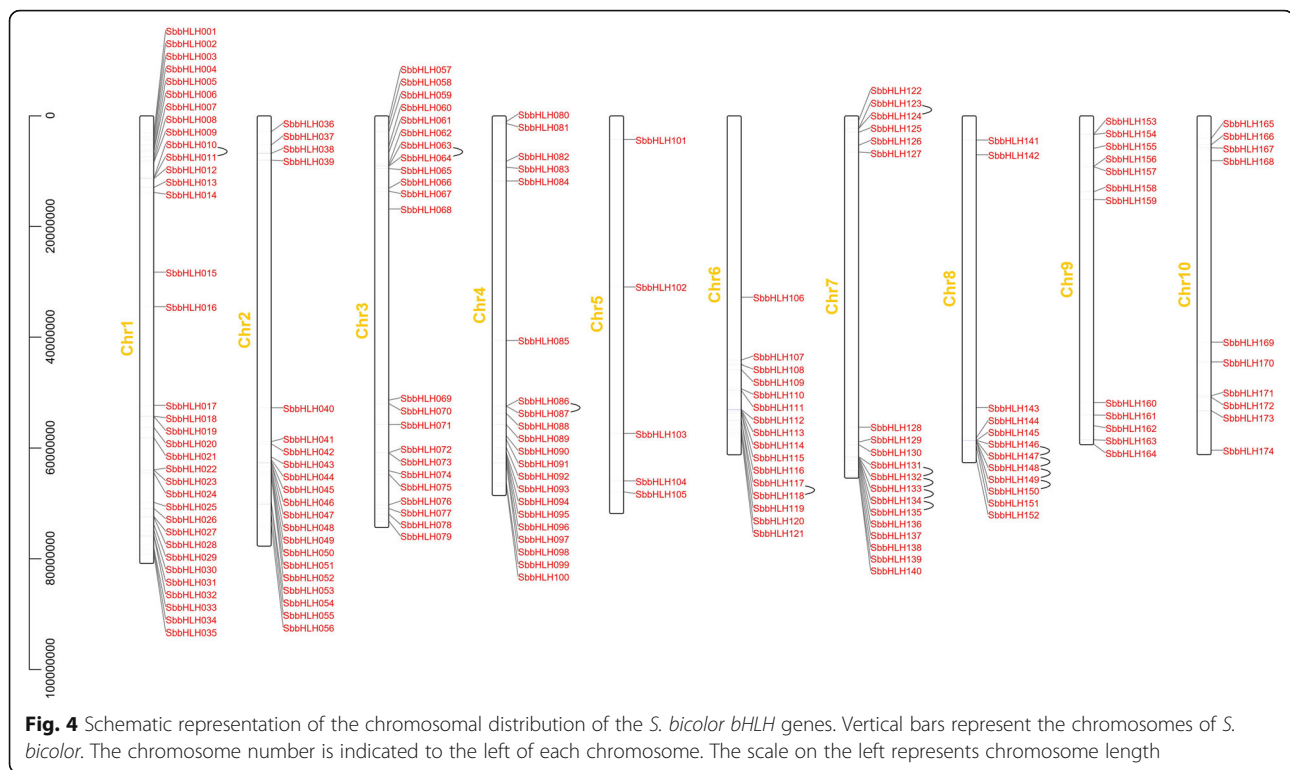 0
20000000
40000000
60000000
80000000
100000000
Chr1
SbbHLH001
SbbHLH002
SbbHLH003
SbbHLH004
SbbHLH005
SbbHLH006
SbbHLH007
SbbHLH008
SbbHLH009
SbbHLH010
SbbHLH011
SbbHLH012
SbbHLH013
SbbHLH014
SbbHLH015
SbbHLH016
SbbHLH017
SbbHLH018
SbbHLH019
SbbHLH020
SbbHLH021
SbbHLH022
SbbHLH023
SbbHLH024
SbbHLH025
SbbHLH026
SbbHLH027
SbbHLH028
SbbHLH029
SbbHLH030
SbbHLH031
SbbHLH032
SbbHLH033
SbbHLH034
SbbHLH035
Chr2
SbbHLH036
SbbHLH037
SbbHLH038
SbbHLH039
SbbHLH040
SbbHLH041
SbbHLH042
SbbHLH043
SbbHLH044
SbbHLH045
SbbHLH046
SbbHLH047
SbbHLH048
SbbHLH049
SbbHLH050
SbbHLH051
SbbHLH052
SbbHLH053
SbbHLH054
SbbHLH055
SbbHLH056
Chr3
SbbHLH057
SbbHLH058
SbbHLH059
SbbHLH060
SbbHLH061
SbbHLH062
SbbHLH063
SbbHLH064
SbbHLH065
SbbHLH066
SbbHLH067
SbbHLH068
SbbHLH069
SbbHLH070
SbbHLH071
SbbHLH072
SbbHLH073
SbbHLH074
SbbHLH075
SbbHLH076
SbbHLH077
SbbHLH078
SbbHLH079
Chr4
SbbHLH080
SbbHLH081
SbbHLH082
SbbHLH083
SbbHLH084
SbbHLH085
SbbHLH086
SbbHLH087
SbbHLH088
SbbHLH089
SbbHLH090
SbbHLH091
SbbHLH092
SbbHLH093
SbbHLH094
SbbHLH095
SbbHLH096
SbbHLH097
SbbHLH098
SbbHLH099
SbbHLH100
Chr5
SbbHLH101
SbbHLH102
SbbHLH103
SbbHLH104
SbbHLH105
Chr6
SbbHLH106
SbbHLH107
SbbHLH108
SbbHLH109
SbbHLH110
SbbHLH111
SbbHLH112
SbbHLH113
SbbHLH114
SbbHLH115
SbbHLH116
SbbHLH117
SbbHLH118
SbbHLH119
SbbHLH120
SbbHLH121
Chr7
SbbHLH122
SbbHLH123
SbbHLH124
SbbHLH125
SbbHLH126
SbbHLH127
SbbHLH128
SbbHLH129
SbbHLH130
SbbHLH131
SbbHLH132
SbbHLH133
SbbHLH134
SbbHLH135
SbbHLH136
SbbHLH137
SbbHLH138
SbbHLH139
SbbHLH140
Chr8
SbbHLH141
SbbHLH142
SbbHLH143
SbbHLH144
SbbHLH145
SbbHLH146
SbbHLH147
SbbHLH148
SbbHLH149
SbbHLH150
SbbHLH151
SbbHLH152
Chr9
SbbHLH153
SbbHLH154
SbbHLH155
SbbHLH156
SbbHLH157
SbbHLH158
SbbHLH159
SbbHLH160
SbbHLH161
SbbHLH162
SbbHLH163
SbbHLH164
Chr10
SbbHLH165
SbbHLH166
SbbHLH167
SbbHLH168
SbbHLH169
SbbHLH170
SbbHLH171
SbbHLH172
SbbHLH173
SbbHLH174
Fig. 4 Schematic representation of the chromosomal distribution of the S. bicolor bHLH genes. Vertical bars represent the chromosomes of S.
bicolor. The chromosome number is indicated to the left of each chromosome. The scale on the left represents chromosome length